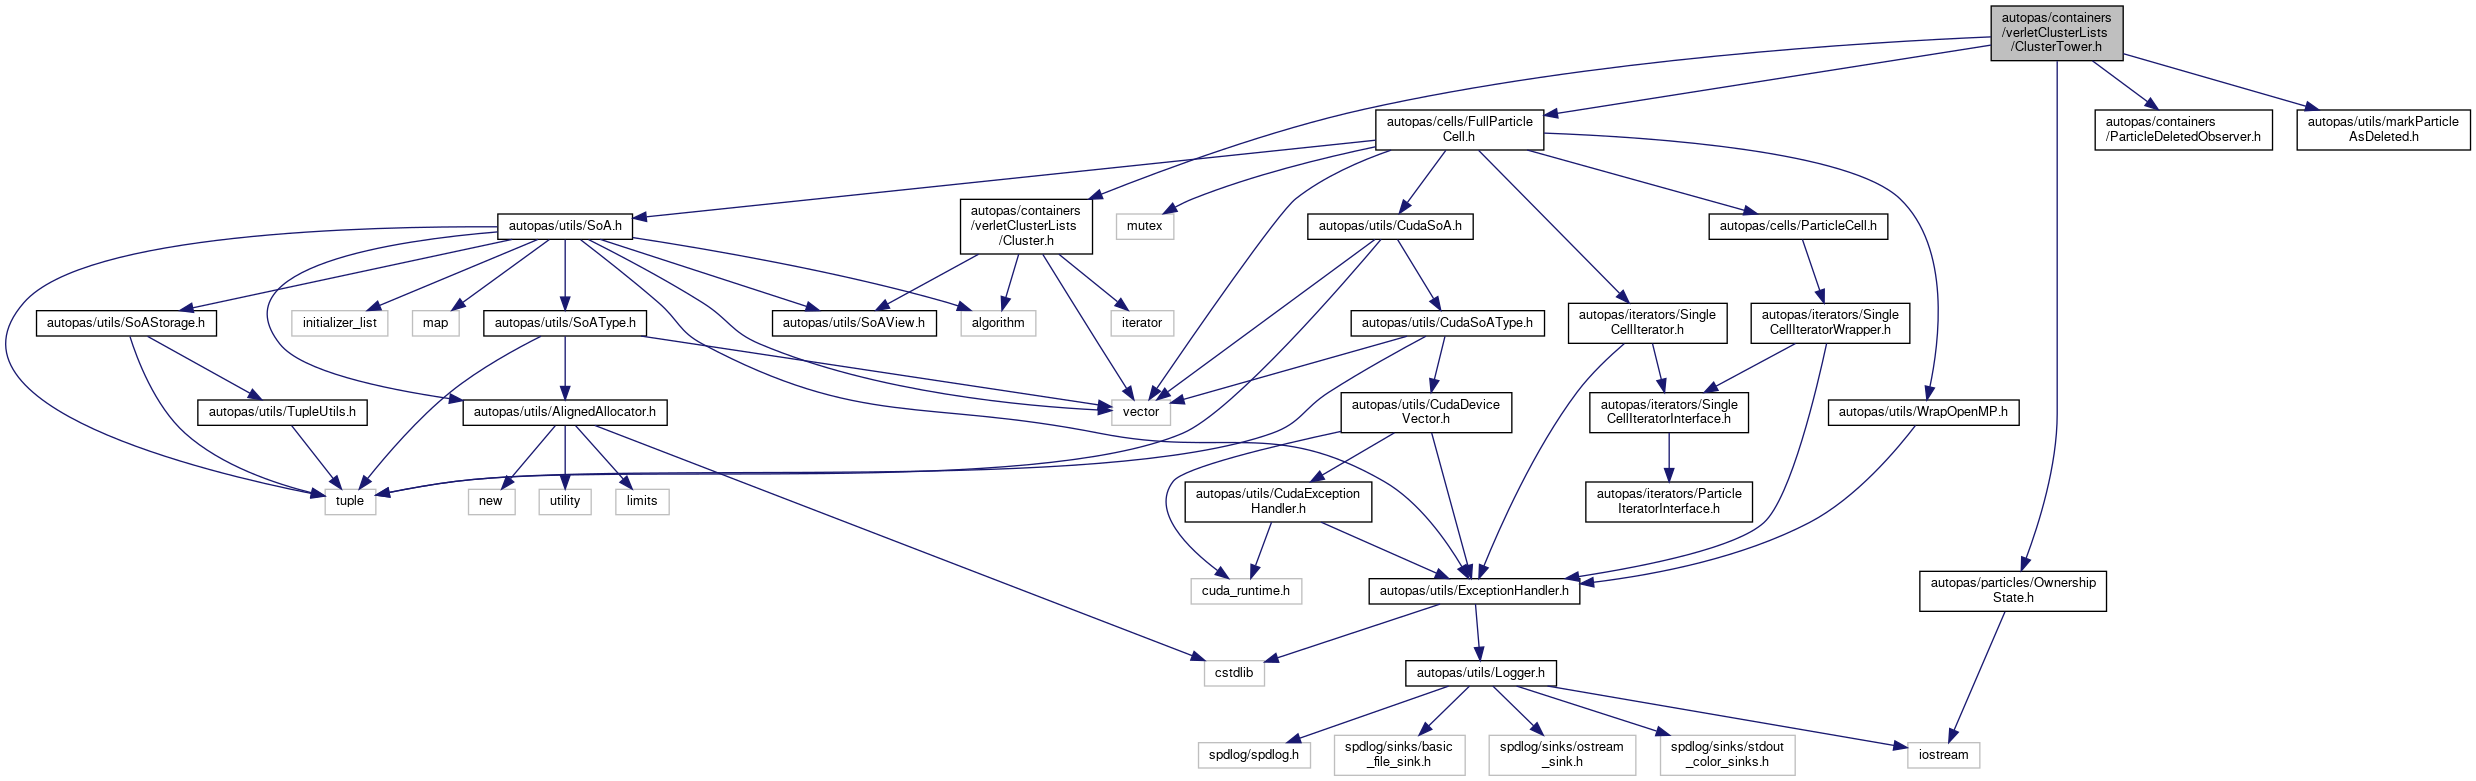 autopas/containers
/verletClusterLists
/ClusterTower.h
autopas/cells/FullParticle
Cell.h
autopas/containers
/ParticleDeletedObserver.h
autopas/utils/markParticle
AsDeleted.h
autopas/utils/SoA.h
autopas/containers
/verletClusterLists
/Cluster.h
mutex
autopas/utils/CudaSoA.h
autopas/cells/ParticleCell.h
autopas/utils/SoAStorage.h
initializer_list
map
autopas/utils/SoAType.h
autopas/utils/SoAView.h
algorithm
iterator
autopas/utils/CudaSoAType.h
autopas/iterators/Single
CellIterator.h
autopas/iterators/Single
CellIteratorWrapper.h
autopas/utils/TupleUtils.h
autopas/utils/AlignedAllocator.h
vector
autopas/utils/CudaDevice
Vector.h
autopas/iterators/Single
CellIteratorInterface.h
autopas/utils/WrapOpenMP.h
tuple
new
utility
limits
autopas/utils/CudaException
Handler.h
autopas/iterators/Particle
IteratorInterface.h
cuda_runtime.h
autopas/utils/ExceptionHandler.h
autopas/particles/Ownership
State.h
cstdlib
autopas/utils/Logger.h
spdlog/spdlog.h
spdlog/sinks/basic
_file_sink.h
spdlog/sinks/ostream
_sink.h
spdlog/sinks/stdout
_color_sinks.h
iostream